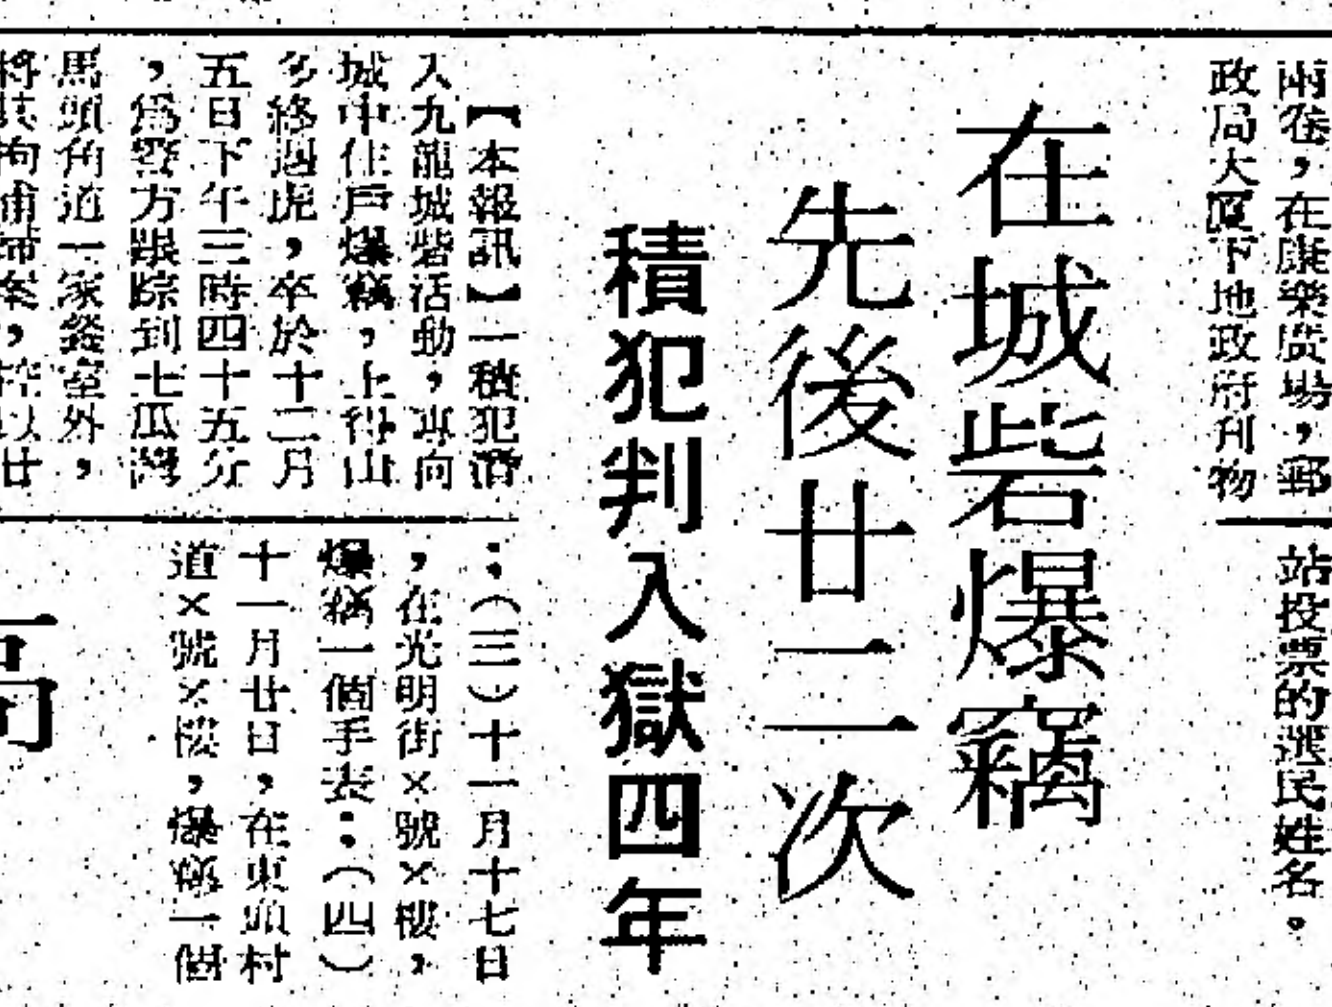 兩卷，在康樂廣場，郵
政局大廈下地政府刊物
站投票的選民姓名。
在城砦爆竊
先後廿二次
積犯判入獄四年
【本報訊】一積犯潛
入九龍城砦活動，專向
城中住戶爆竊，上得山
多終遇虎，卒於十二月
五日下午三時四十五分
，為警方跟踪到土瓜灣
馬頭角道一家餐室外，
將其拘捕歸案，控以廿
：（三）十一月十七日
，在光明街×號×樓，
爆竊一個手表：（四）
十一月廿日，在東頭村
道×號×樓，爆竊一個